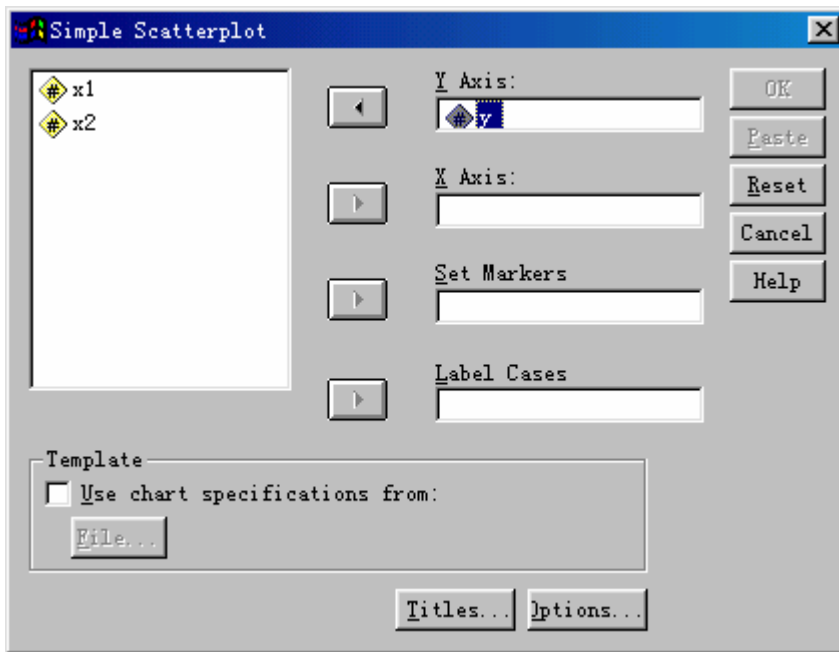 Simple Scatterplot
# x1
# x2
Y Axis:
# y
X Axis:
Set Markers
Label Cases
OK
Paste
Reset
Cancel
Help
Template
Use chart specifications from:
File...
Titles...
Options...